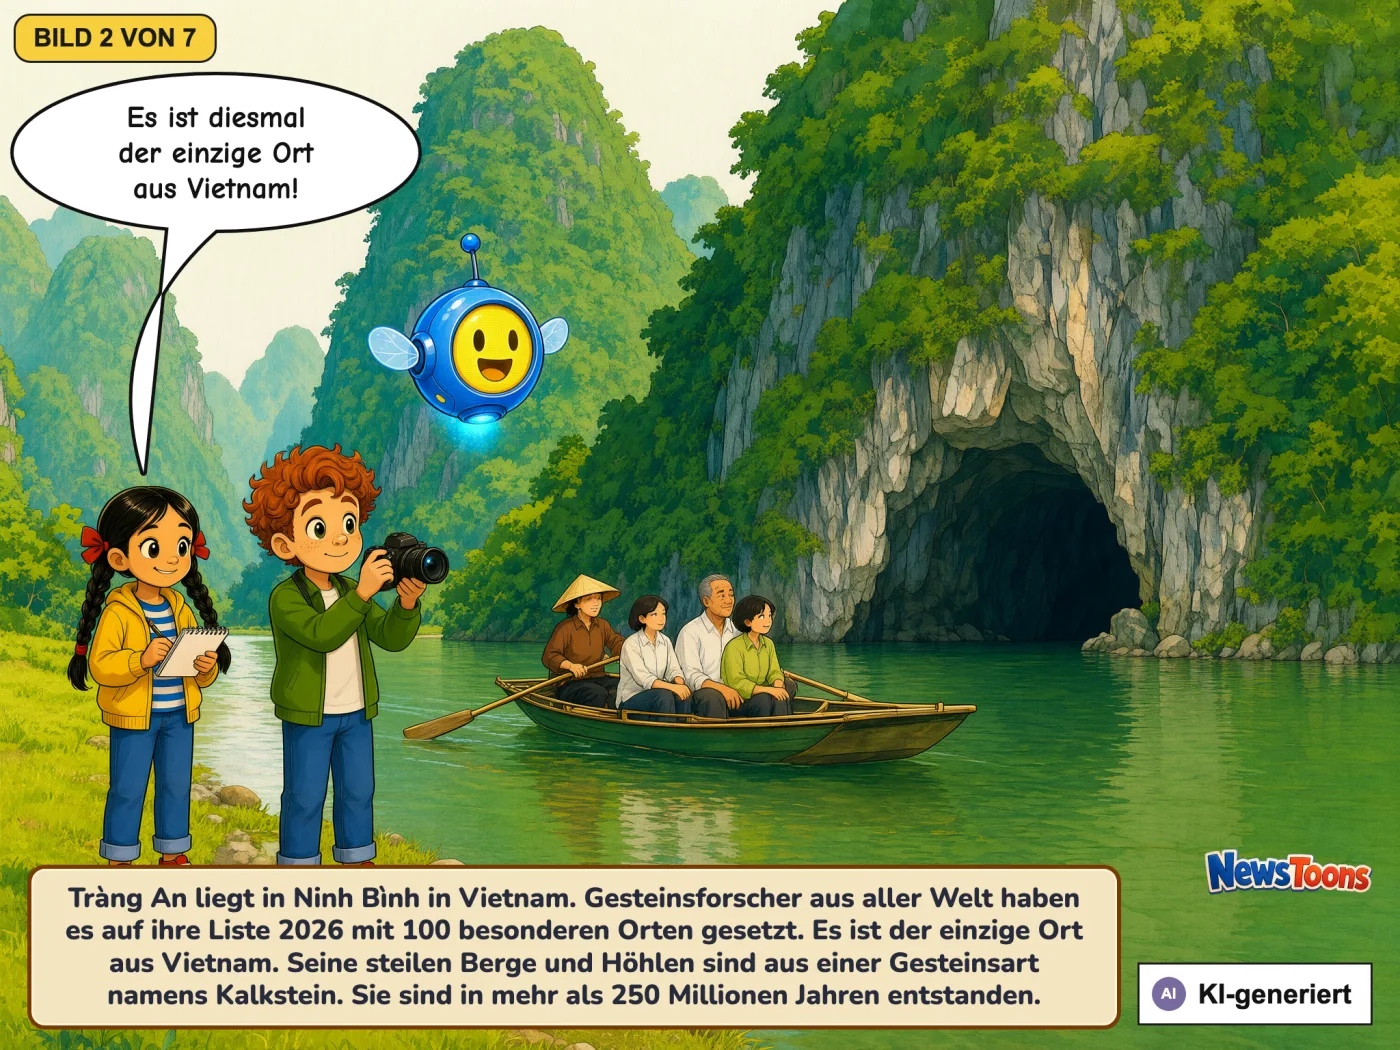 BILD 2 VON 7
Es ist diesmal
der einzige Ort
aus Vietnam!
Tràng An liegt in Ninh Bình in Vietnam. Gesteinsforscher aus aller Welt haben
es auf ihre Liste 2026 mit 100 besonderen Orten gesetzt. Es ist der einzige Ort
aus Vietnam. Seine steilen Berge und Höhlen sind aus einer Gesteinsart
namens Kalkstein. Sie sind in mehr als 250 Millionen Jahren entstanden.
NewsToons
AI KI-generiert